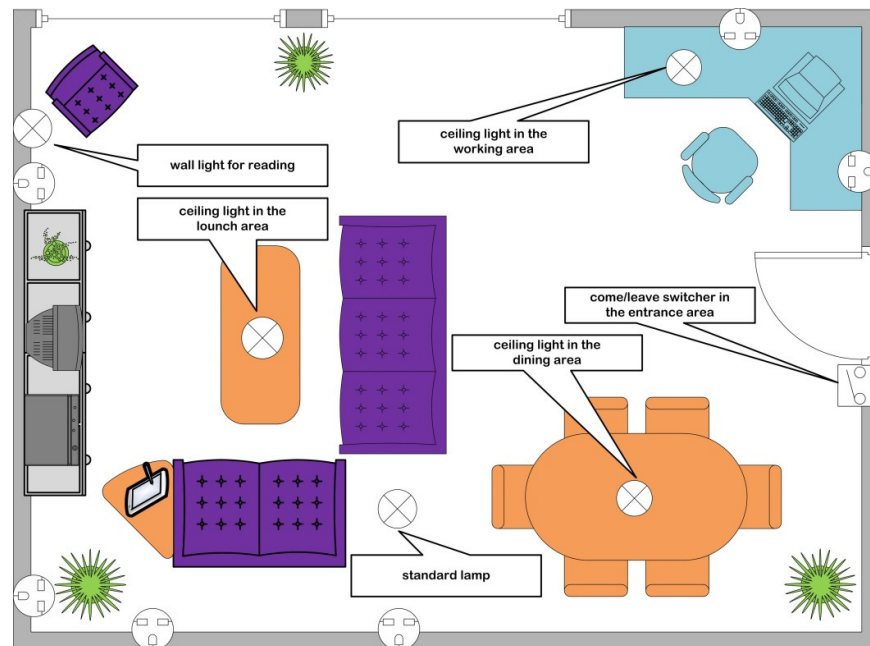 ceiling light in the
working area
wall light for reading
ceiling light in the
lounch area
come/leave switcher in
the entrance area
ceiling light in the
dining area
standard lamp